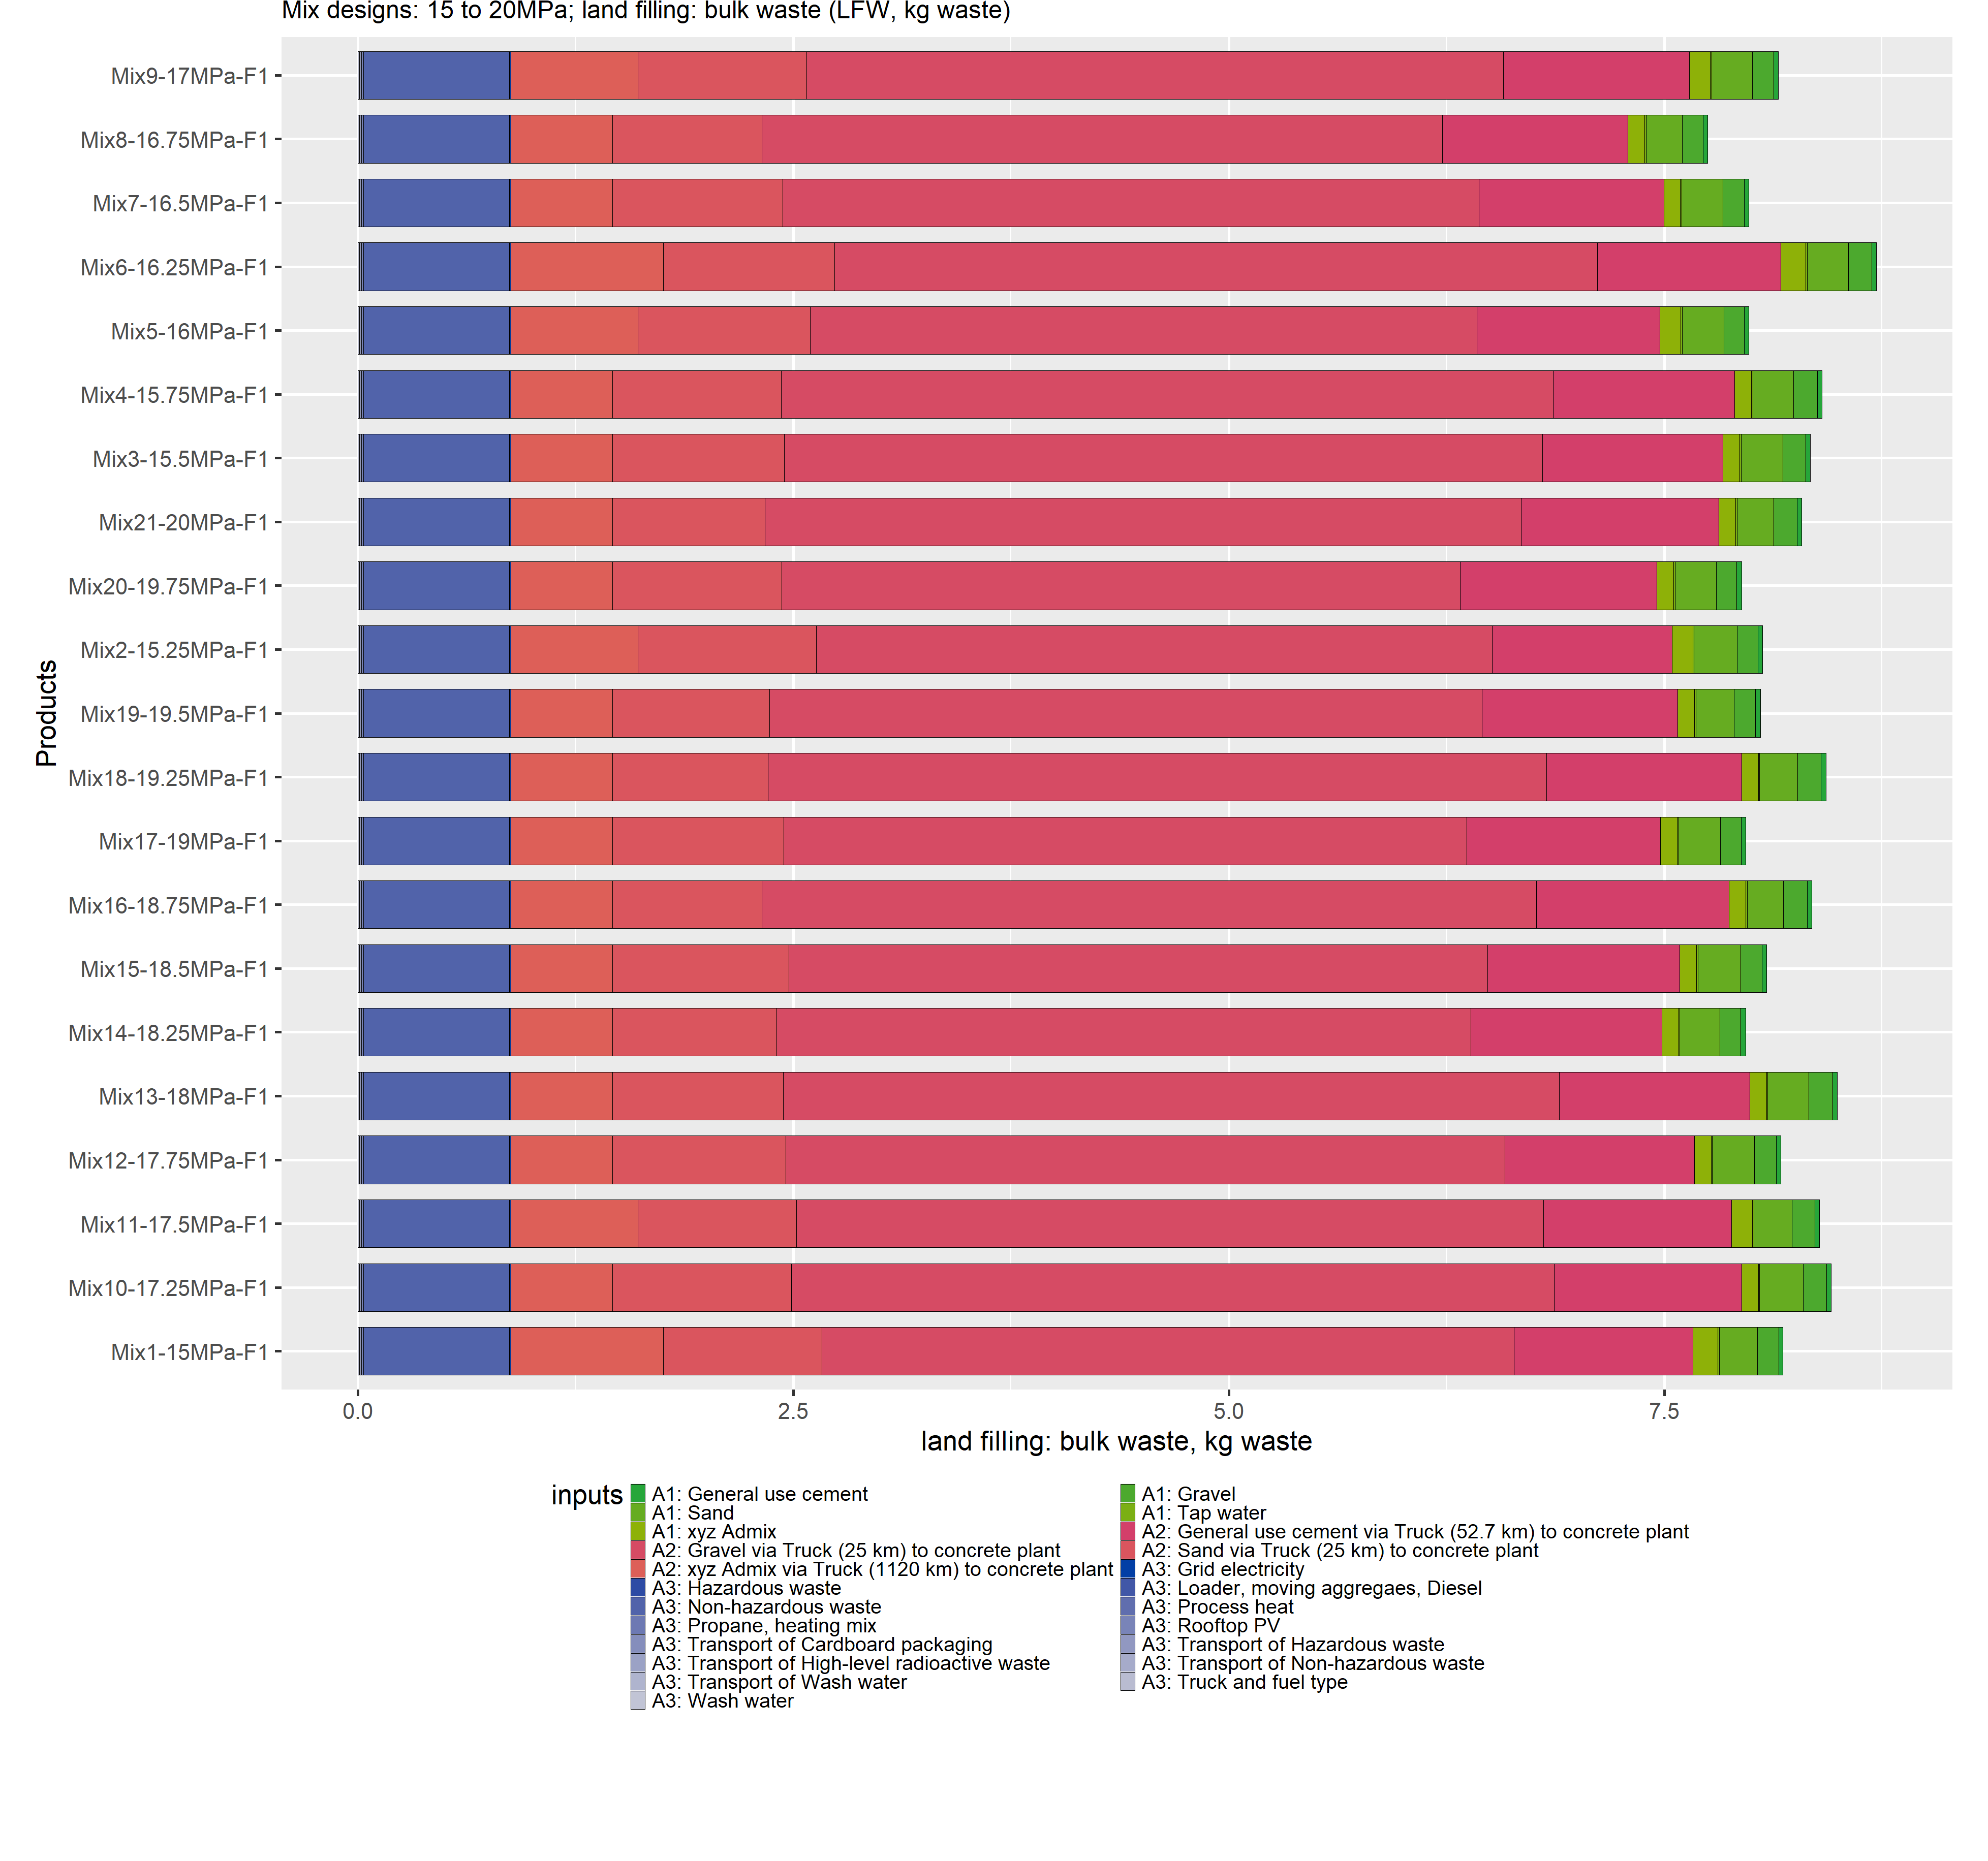 Mix designs: 15 to 20MPa; land filling: bulk waste (LFW, kg waste)
Products
Mix9-17MPa-F1
Mix8-16.75MPa-F1
Mix7-16.5MPa-F1
Mix6-16.25MPa-F1
Mix5-16MPa-F1
Mix4-15.75MPa-F1
Mix3-15.5MPa-F1
Mix21-20MPa-F1
Mix20-19.75MPa-F1
Mix2-15.25MPa-F1
Mix19-19.5MPa-F1
Mix18-19.25MPa-F1
Mix17-19MPa-F1
Mix16-18.75MPa-F1
Mix15-18.5MPa-F1
Mix14-18.25MPa-F1
Mix13-18MPa-F1
Mix12-17.75MPa-F1
Mix11-17.5MPa-F1
Mix10-17.25MPa-F1
Mix1-15MPa-F1
0.0 2.5 5.0 7.5
land filling: bulk waste, kg waste
inputs
A1: General use cement A1: Gravel
A1: Sand A1: Tap water
A1: xyz Admix A2: General use cement via Truck (52.7 km) to concrete plant
A2: Gravel via Truck (25 km) to concrete plant A2: Sand via Truck (25 km) to concrete plant
A2: xyz Admix via Truck (1120 km) to concrete plant A3: Grid electricity
A3: Hazardous waste A3: Loader, moving aggregaes, Diesel
A3: Non-hazardous waste A3: Process heat
A3: Propane, heating mix A3: Rooftop PV
A3: Transport of Cardboard packaging A3: Transport of Hazardous waste
A3: Transport of High-level radioactive waste A3: Transport of Non-hazardous waste
A3: Transport of Wash water A3: Truck and fuel type
A3: Wash water